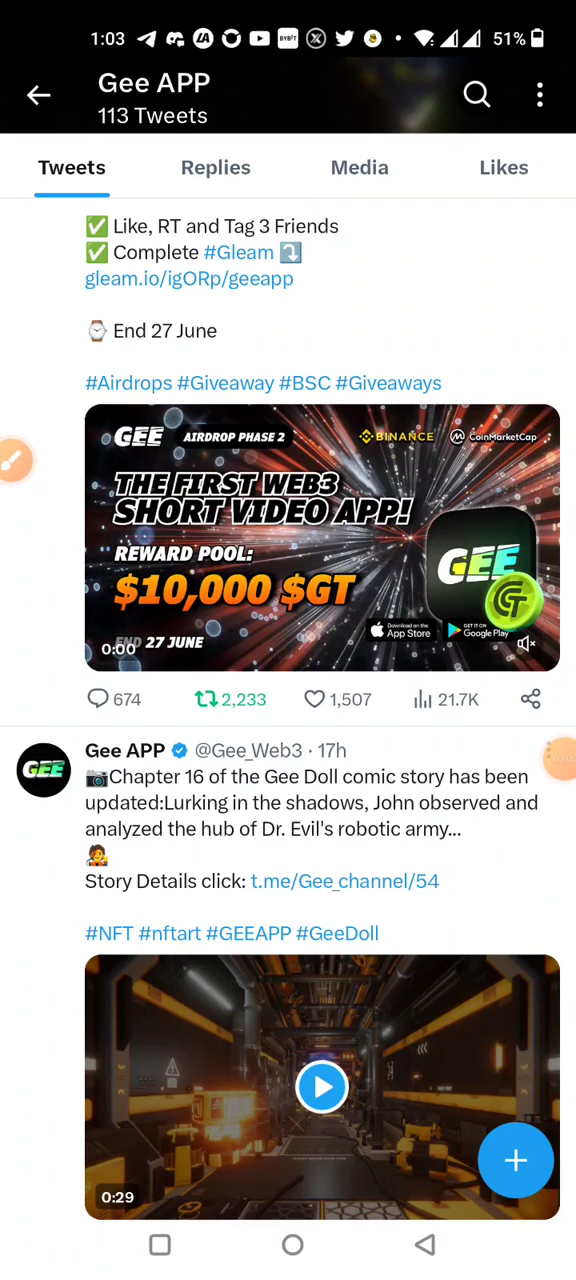 1:03
BYBIT
51%
Gee APP
113 Tweets
Tweets Replies Media Likes
✅ Like, RT and Tag 3 Friends
✅ Complete #Gleam ⤵️
gleam.io/igORp/geeapp
⌚ End 27 June
#Airdrops #Giveaway #BSC #Giveaways
GEE AIRDROP PHASE 2 BINANCE CoinMarketCap
THE FIRST WEB3
SHORT VIDEO APP!
REWARD POOL:
$10,000 $GT
GEE
GT
Download on the App Store
GET IT ON Google Play
END 27 JUNE
0:00
674 2,233 1,507 21.7K
GEE
Gee APP @Gee_Web3 · 17h
📷Chapter 16 of the Gee Doll comic story has been
updated:Lurking in the shadows, John observed and
analyzed the hub of Dr. Evil's robotic army...
🧑‍🎤
Story Details click: t.me/Gee_channel/54
#NFT #nftart #GEEAPP #GeeDoll
0:29